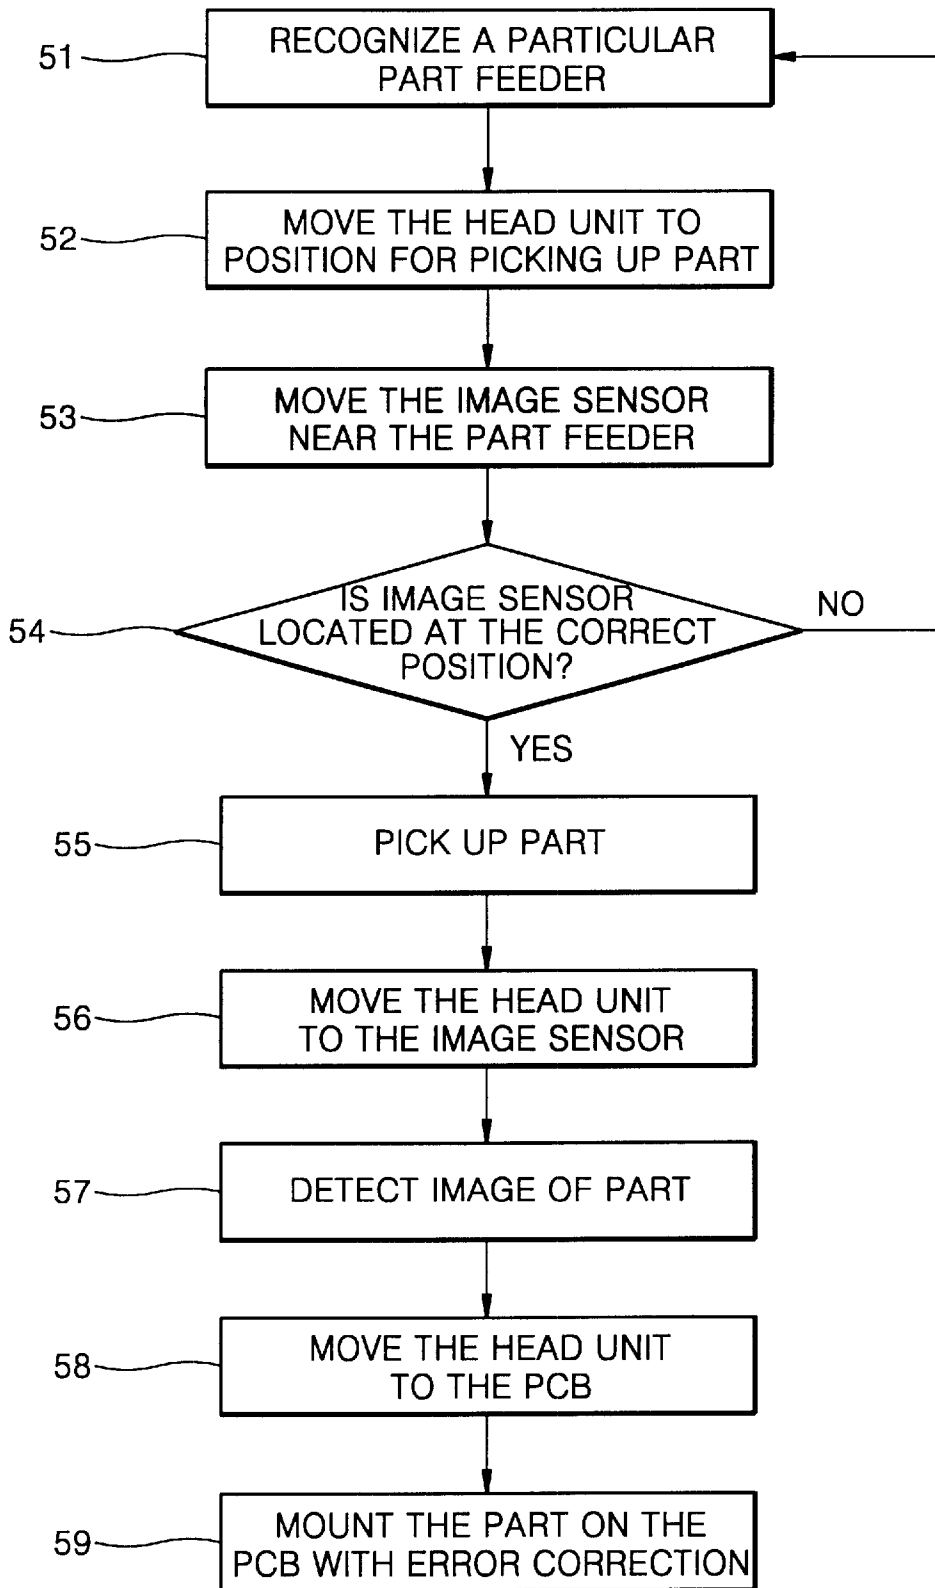 51
RECOGNIZE A PARTICULAR
PART FEEDER
52
MOVE THE HEAD UNIT TO
POSITION FOR PICKING UP PART
53
MOVE THE IMAGE SENSOR
NEAR THE PART FEEDER
54
IS IMAGE SENSOR
LOCATED AT THE CORRECT
POSITION?
NO
YES
55
PICK UP PART
56
MOVE THE HEAD UNIT
TO THE IMAGE SENSOR
57
DETECT IMAGE OF PART
58
MOVE THE HEAD UNIT
TO THE PCB
59
MOUNT THE PART ON THE
PCB WITH ERROR CORRECTION